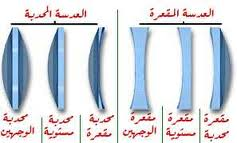 العدسة المقعرة
العدسة المحدبة
مقعرة محدبة
مقعرة مستوية
مقعرة الوجهين
محدبة مقعرة
محدبة مستوية
محدبة الوجهين